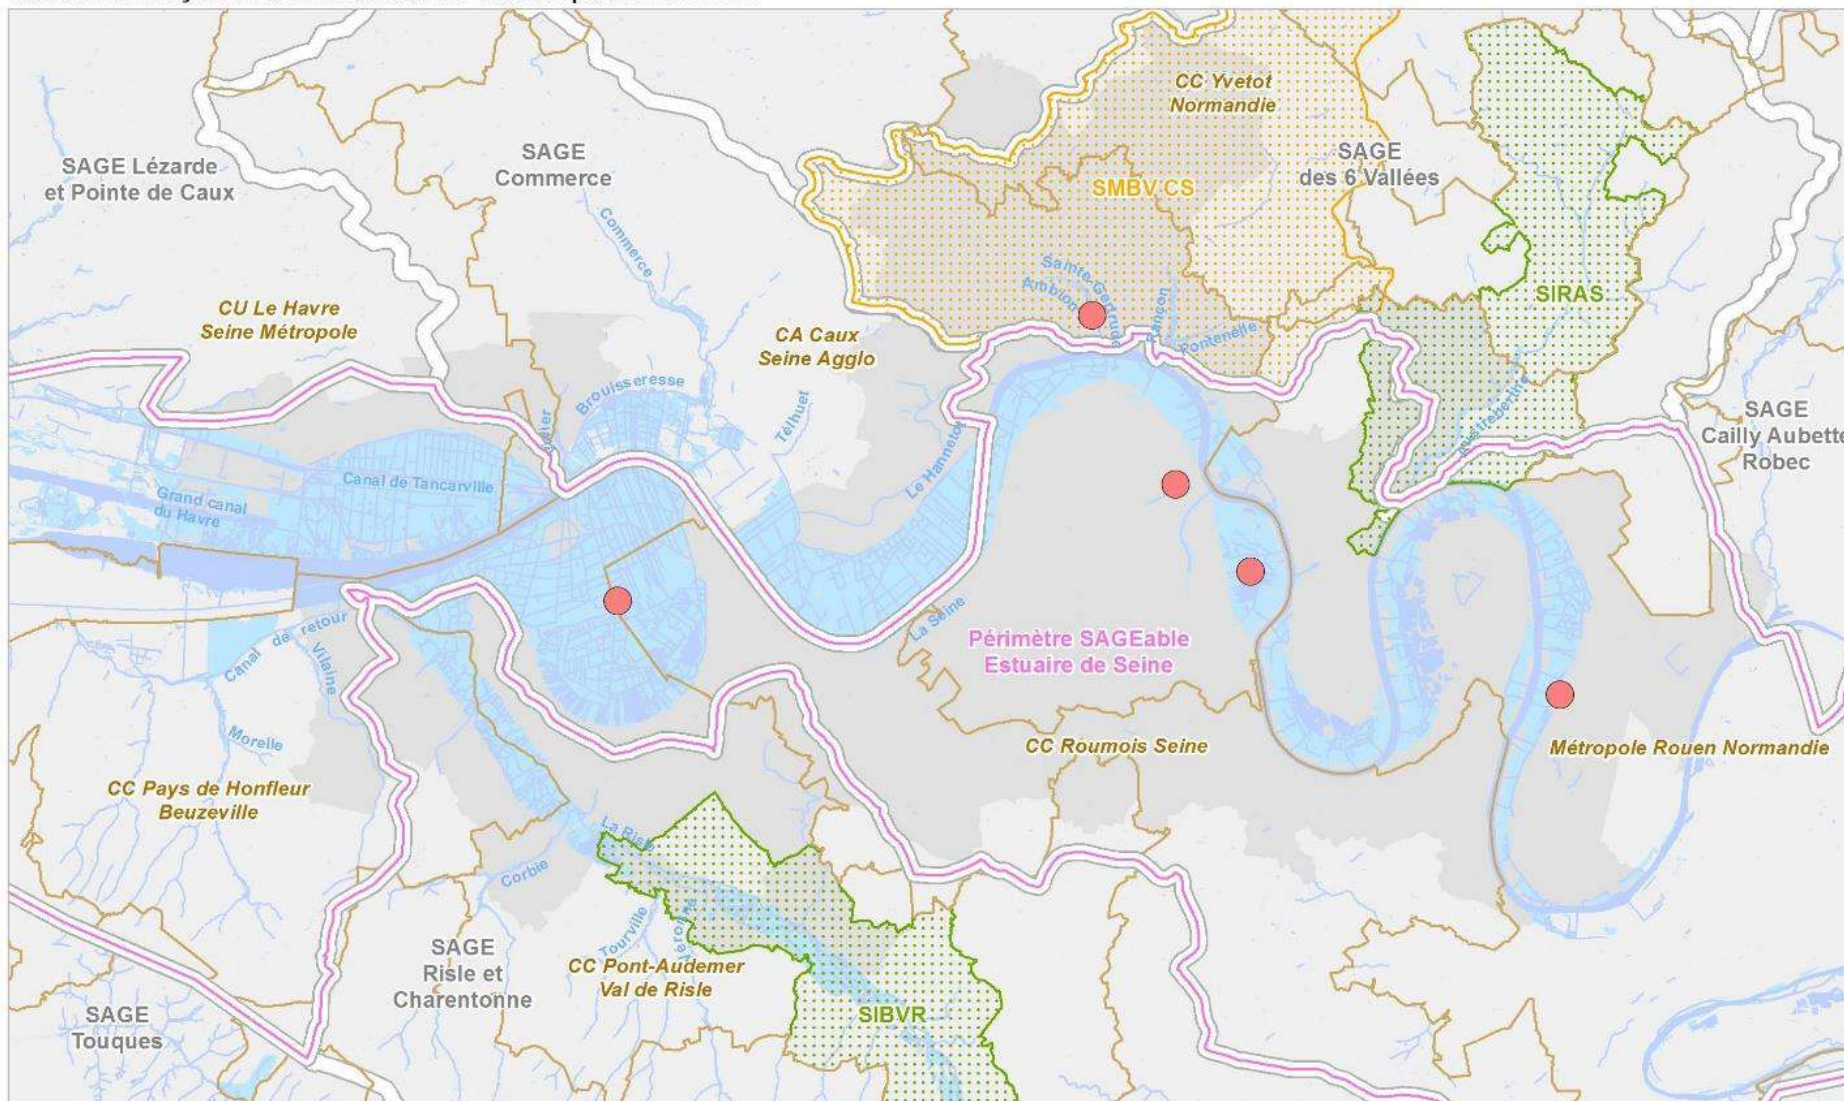 CC Yvetot
Normandie
SAGE Lézarde
et Pointe de Caux
SAGE
Commerce
SAGE
des 6 Vallées
SMBV CS
Commerce
Sainte-Gertrude
Ambion
Rançon
Fontenelle
SIRAS
CU Le Havre
Seine Métropole
CA Caux
Seine Agglo
Brouisseresse
Télhuet
Le Hanneton
Austreberthe
SAGE
Cailly Aubette
Robec
Canal de Tancarville
Grand canal
du Havre
La Seine
Périmètre SAGEable
Estuaire de Seine
Canal de retour
Vilaine
Morelle
CC Roumois Seine
Métropole Rouen Normandie
CC Pays de Honfleur
Beuzeville
La Risle
Corbie
Tourville
SAGE
Risle et
Charentonne
CC Pont-Audemer
Val de Risle
SIBVR
SAGE
Touques